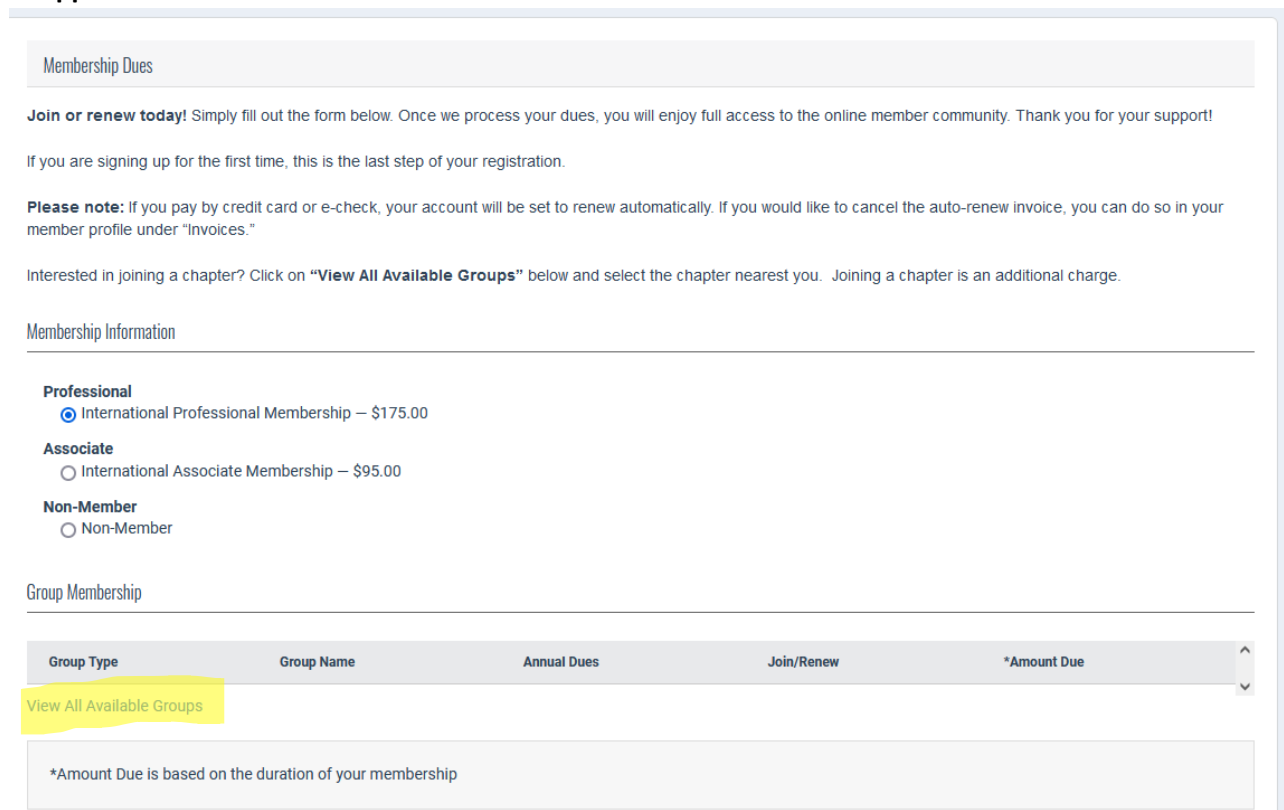 Membership Dues
Join or renew today! Simply fill out the form below. Once we process your dues, you will enjoy full access to the online member community. Thank you for your support!
If you are signing up for the first time, this is the last step of your registration.
Please note: If you pay by credit card or e-check, your account will be set to renew automatically. If you would like to cancel the auto-renew invoice, you can do so in your
member profile under “Invoices.”
Interested in joining a chapter? Click on “View All Available Groups” below and select the chapter nearest you.  Joining a chapter is an additional charge.
Membership Information
Professional
International Professional Membership — $175.00
Associate
International Associate Membership — $95.00
Non-Member
Non-Member
Group Membership
Group Type Group Name Annual Dues Join/Renew *Amount Due
View All Available Groups
*Amount Due is based on the duration of your membership